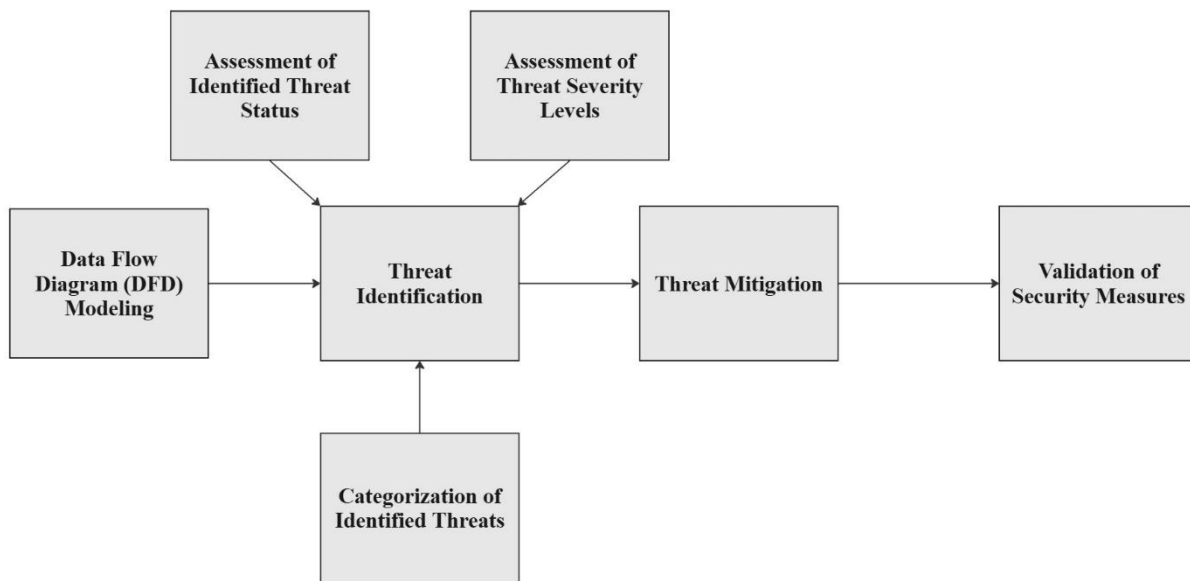 Assessment of
Identified Threat
Status
Assessment of
Threat Severity
Levels
Data Flow
Diagram (DFD)
Modeling
Threat
Identification
Threat Mitigation
Validation of
Security Measures
Categorization of
Identified Threats